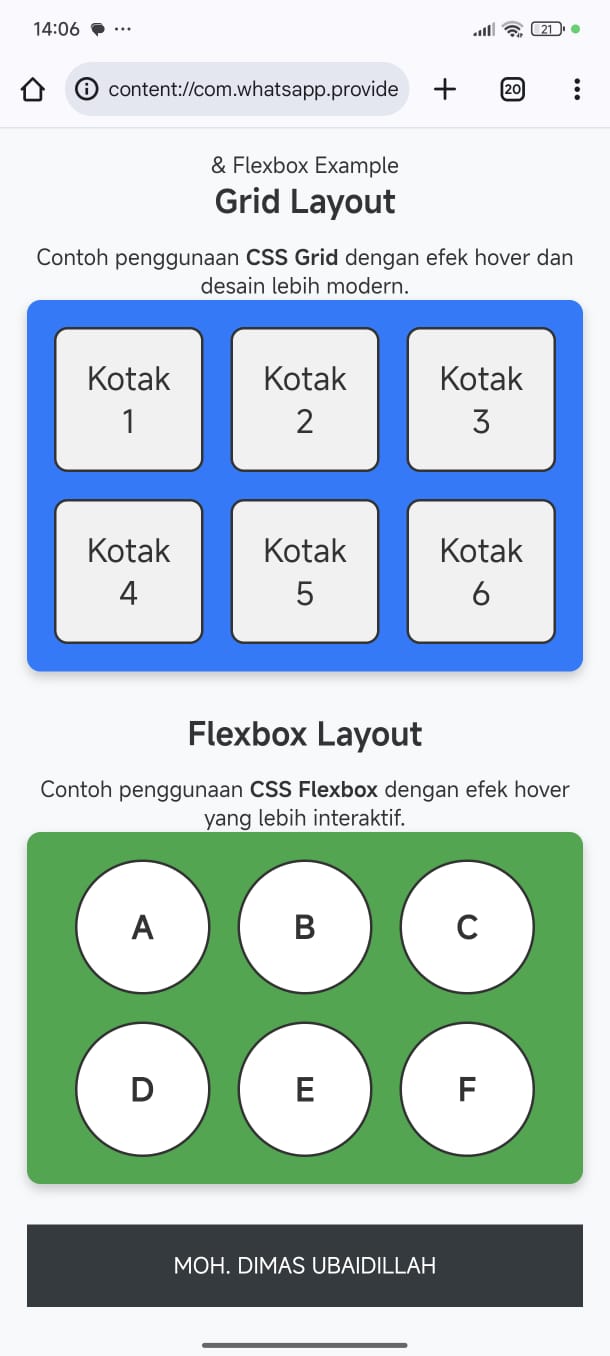 14:06
21
content://com.whatsapp.provide
20
& Flexbox Example
Grid Layout
Contoh penggunaan CSS Grid dengan efek hover dan
desain lebih modern.
Kotak
1
Kotak
2
Kotak
3
Kotak
4
Kotak
5
Kotak
6
Flexbox Layout
Contoh penggunaan CSS Flexbox dengan efek hover
yang lebih interaktif.
A
B
C
D
E
F
MOH. DIMAS UBAIDILLAH